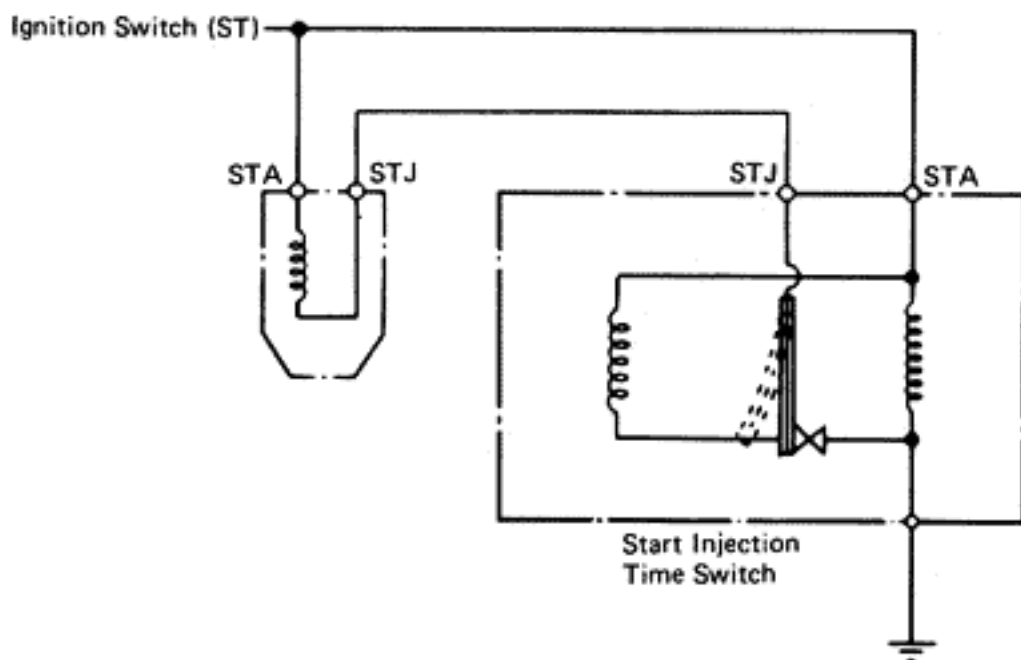 Ignition Switch (ST)
STA
STJ
STJ
STA
Start Injection
Time Switch